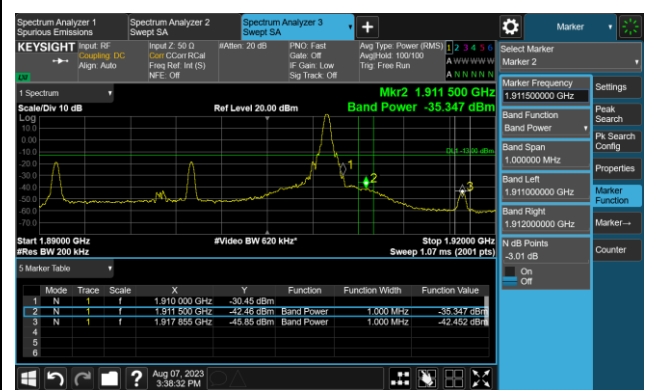 Spectrum Analyzer 1
Spurious Emissions
Spectrum Analyzer 2
Swept SA
Spectrum Analyzer 3
Swept SA
Marker
KEYSIGHT
Input: RF
Coupling: DC
Align: Auto
Input Z: 50 Ω
Corr CCorr RCal
Freq Ref: Int (S)
NFE: Off
#Atten: 20 dB
PNO: Fast
Gate: Off
IF Gain: Low
Sig Track: Off
Avg Type: Power (RMS)
Avg|Hold: 100/100
Trig: Free Run
1 2 3 4 5 6
A W W W W W
A N N N N N
LVI
1 Spectrum
Scale/Div 10 dB
Ref Level 20.00 dBm
Mkr2 1.911 500 GHz
Band Power -35.347 dBm
Log
10.0
0.00
-10.0
-20.0
-30.0
-40.0
-50.0
-60.0
-70.0
DL1 -13.00 dBm
1
2
3
Start 1.89000 GHz
#Res BW 200 kHz
#Video BW 620 kHz*
Stop 1.92000 GHz
Sweep 1.07 ms (2001 pts)
5 Marker Table
Mode Trace Scale X Y Function Function Width Function Value
1 N 1 f 1.910 000 GHz -30.45 dBm
2 N 1 f 1.911 500 GHz -42.46 dBm Band Power 1.000 MHz -35.347 dBm
3 N 1 f 1.917 855 GHz -45.85 dBm Band Power 1.000 MHz -42.452 dBm
4
5
6
Aug 07, 2023
3:38:32 PM
Select Marker
Marker 2
Marker Frequency
1.911500000 GHz
Band Function
Band Power
Band Span
1.000000 MHz
Band Left
1.911000000 GHz
Band Right
1.912000000 GHz
N dB Points
-3.01 dB
On
Off
Settings
Peak
Search
Pk Search
Config
Properties
Marker
Function
Marker→
Counter